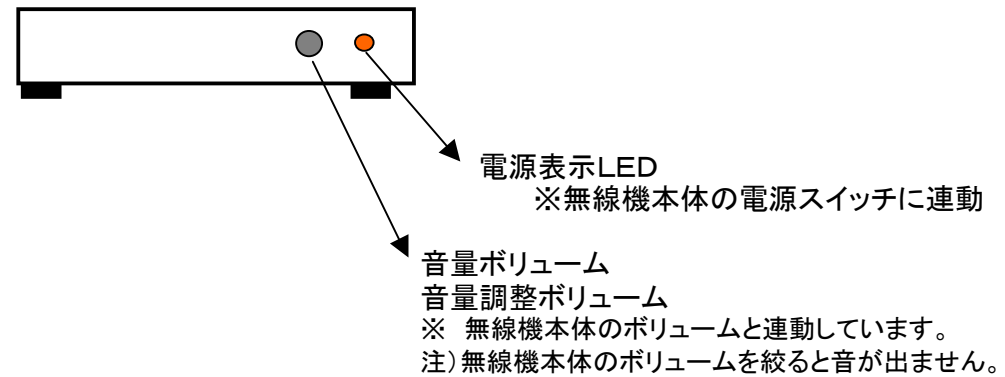 電源表示LED
※無線機本体の電源スイッチに連動
音量ボリューム
音量調整ボリューム
※ 無線機本体のボリュームと連動しています。
注)無線機本体のボリュームを絞ると音が出ません。